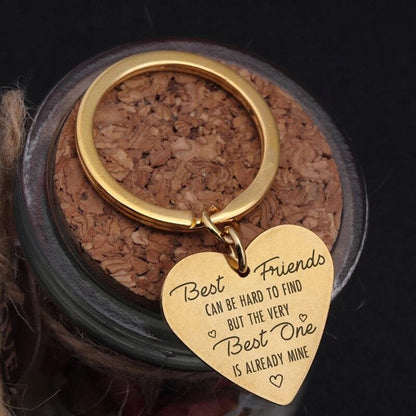 Best Friends
CAN BE HARD TO FIND
BUT THE VERY
Best One
IS ALREADY MINE